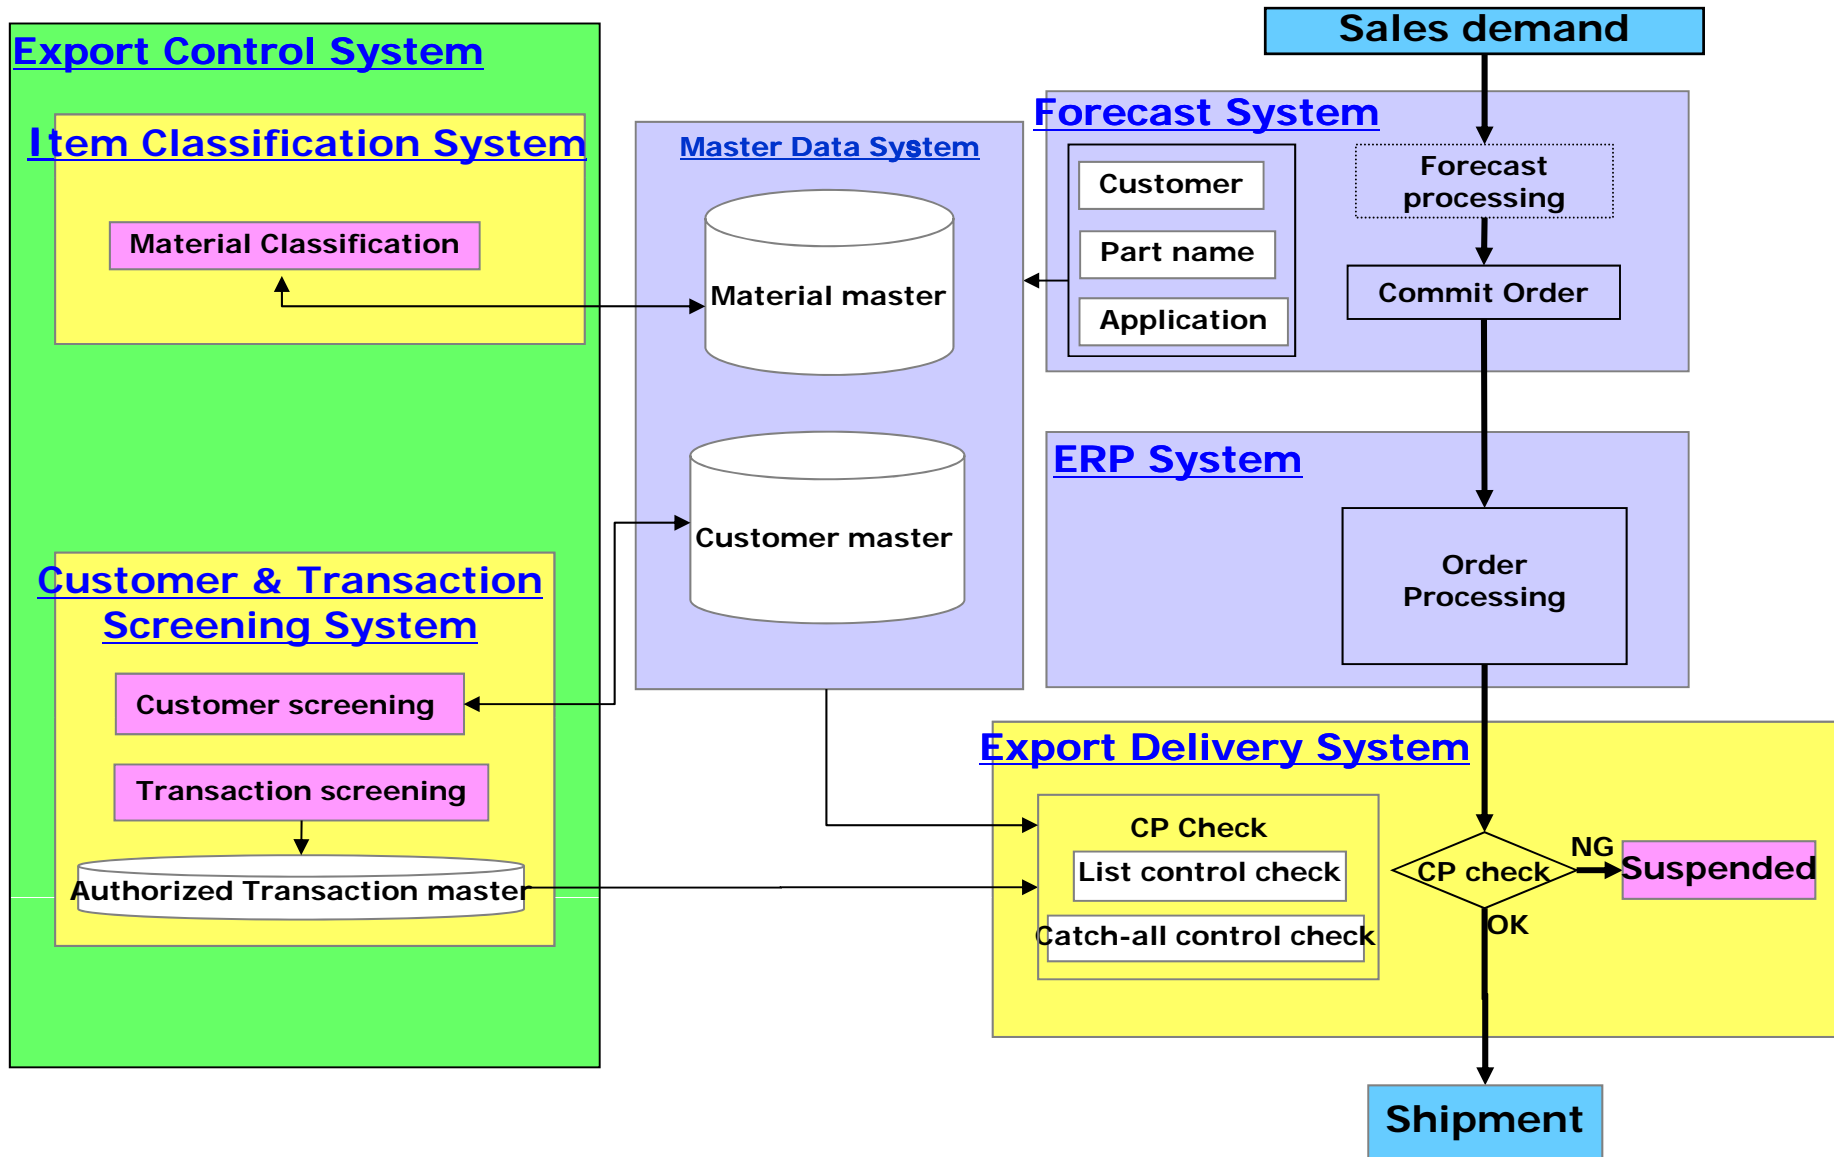 Sales demand
Export Control System
Item Classification System
Material Classification
Master Data System
Material master
Customer master
Forecast System
Customer
Part name
Application
Forecast
processing
Commit Order
ERP System
Order
Processing
Customer & Transaction
Screening System
Customer screening
Transaction screening
Authorized Transaction master
Export Delivery System
CP Check
List control check
Catch-all control check
CP check
NG
Suspended
OK
Shipment